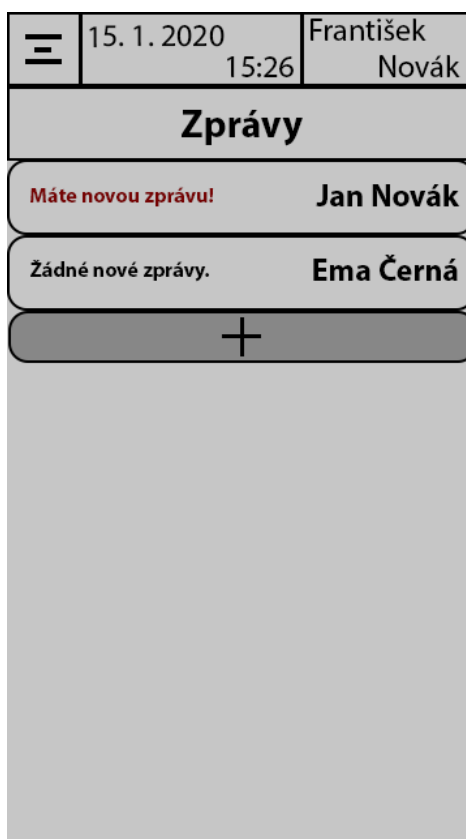 15. 1. 2020
15:26
František
Novák
Zprávy
Máte novou zprávu!
Jan Novák
Žádné nové zprávy.
Ema Černá